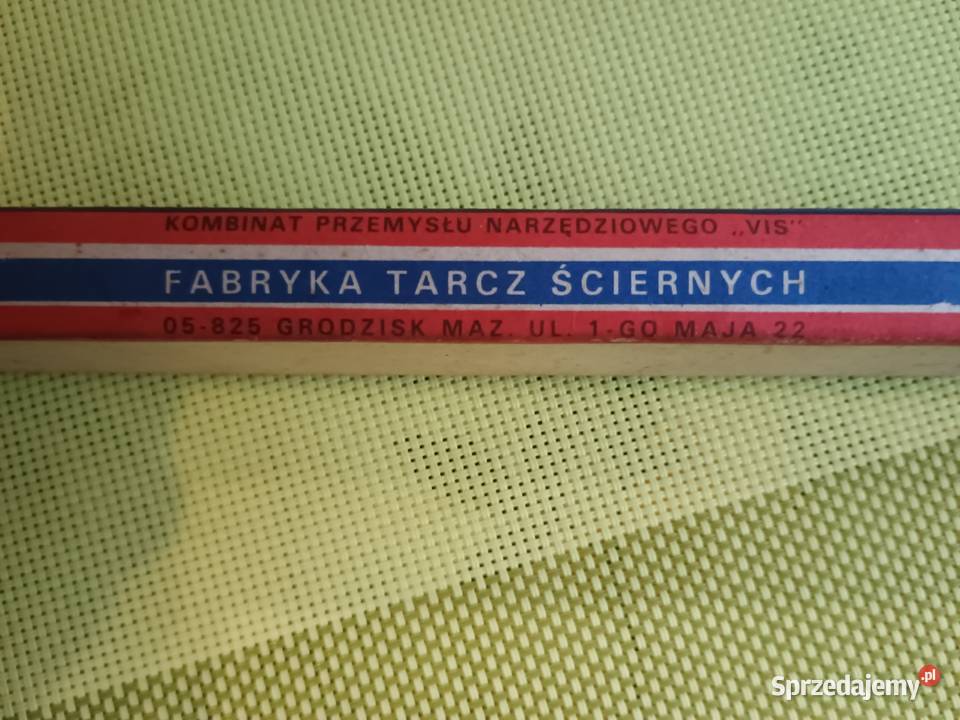 KOMBINAT PRZEMYSŁU NARZĘDZIOWEGO „VIS"
FABRYKA TARCZ ŚCIERNYCH
05-825 GRODZISK MAZ. UL. 1-GO MAJA 22
Sprzedajemy.pl